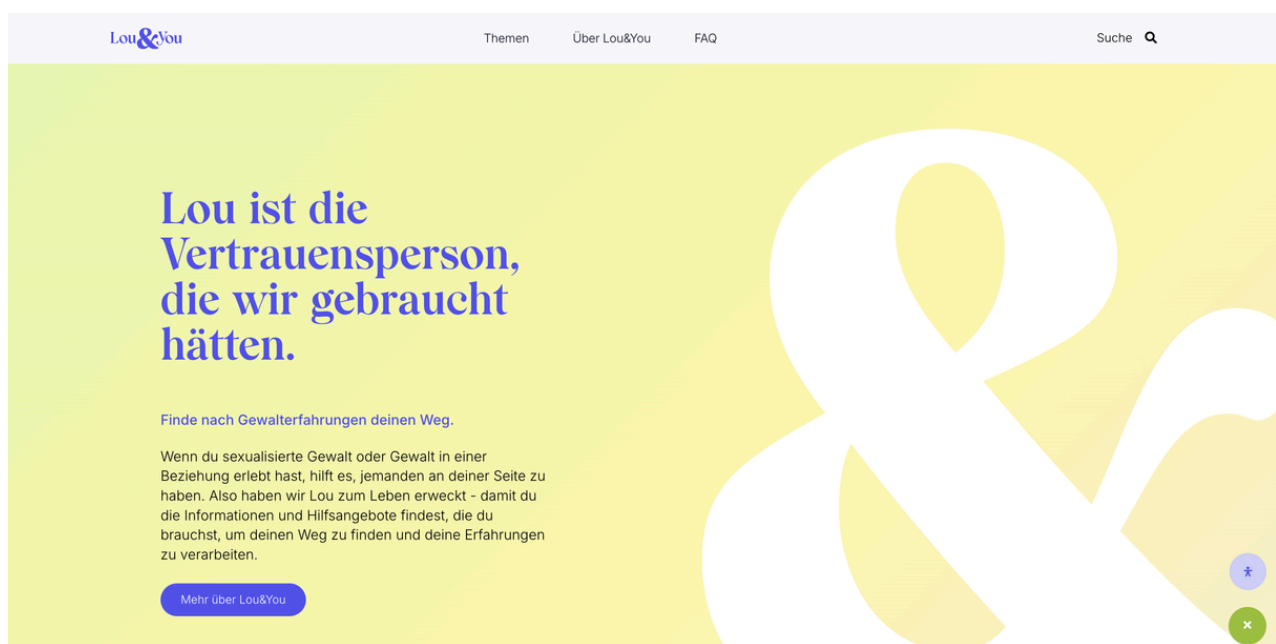 Lou&You
Themen
Über Lou&You
FAQ
Suche
Lou ist die
Vertrauensperson,
die wir gebraucht
hätten.
Finde nach Gewalterfahrungen deinen Weg.
Wenn du sexualisierte Gewalt oder Gewalt in einer
Beziehung erlebt hast, hilft es, jemanden an deiner Seite zu
haben. Also haben wir Lou zum Leben erweckt - damit du
die Informationen und Hilfsangebote findest, die du
brauchst, um deinen Weg zu finden und deine Erfahrungen
zu verarbeiten.
Mehr über Lou&You
&